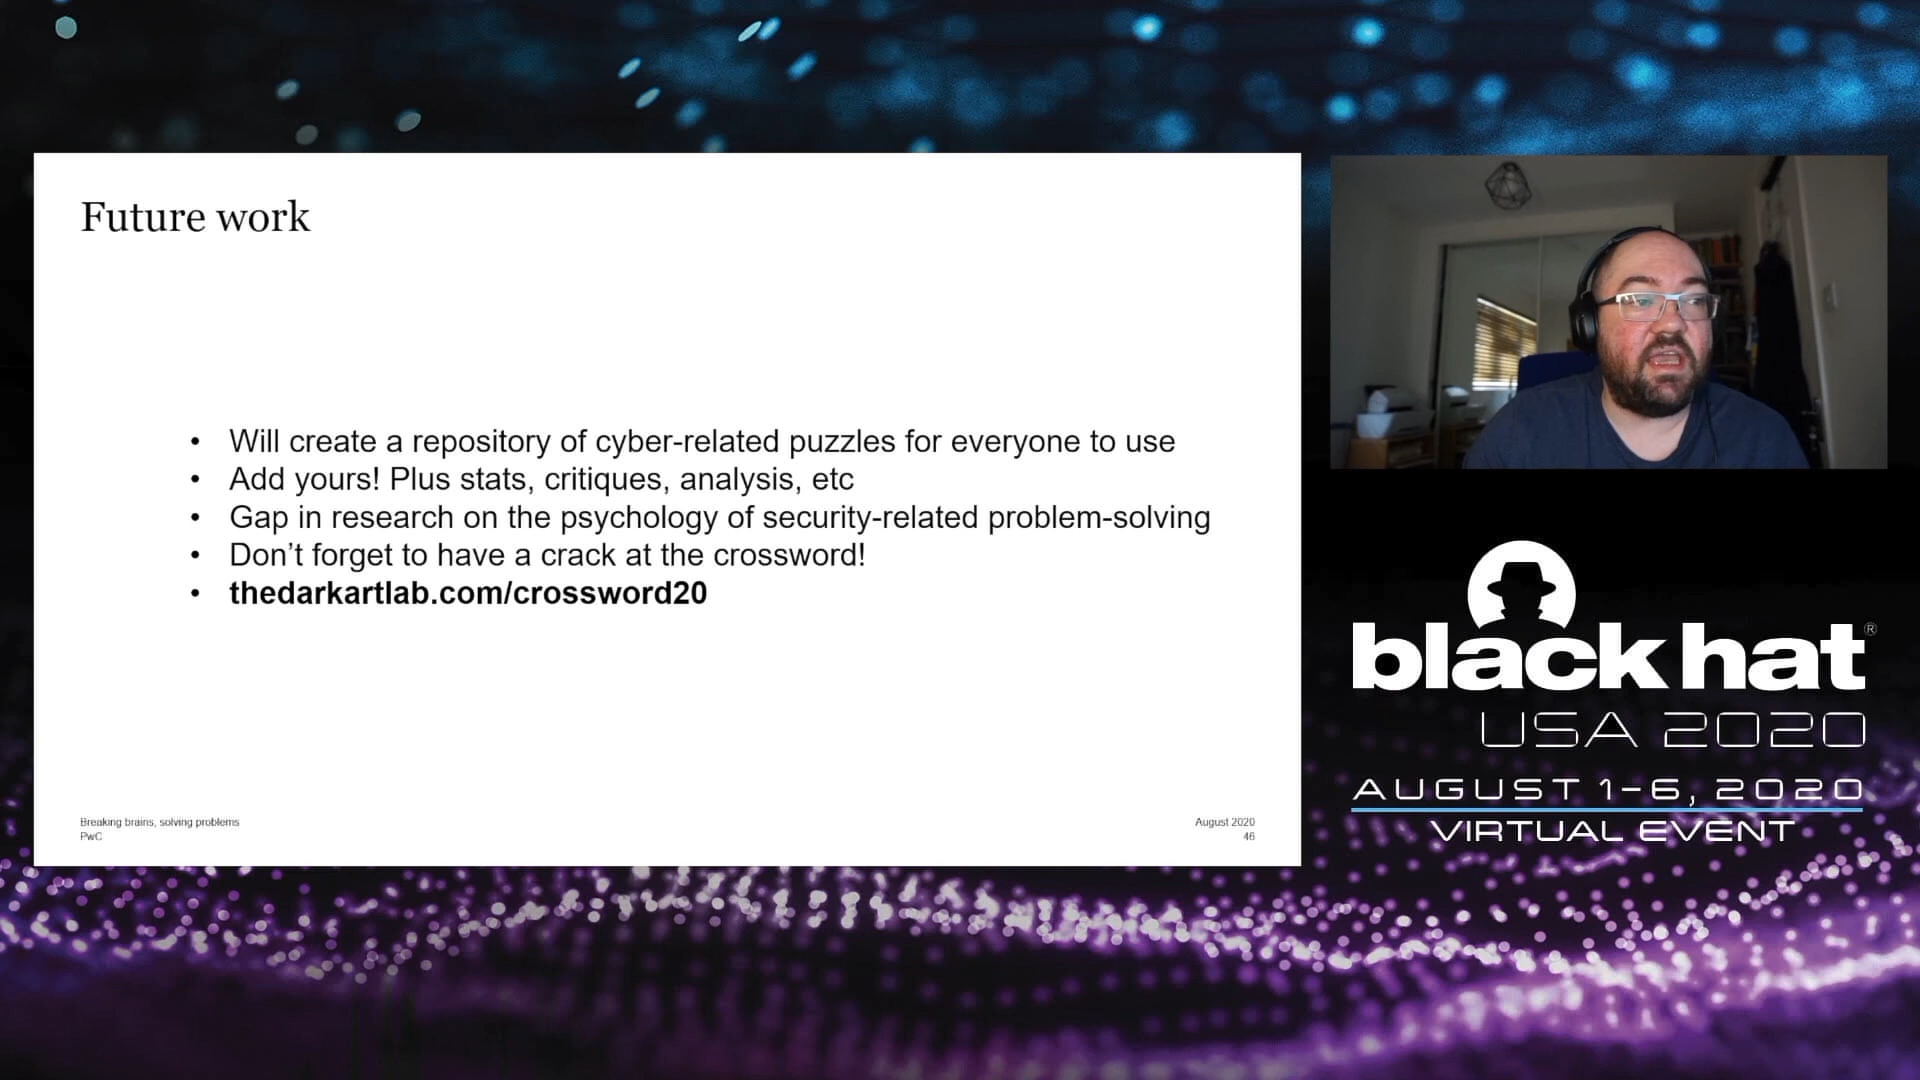 Future work
• Will create a repository of cyber-related puzzles for everyone to use
• Add yours! Plus stats, critiques, analysis, etc
• Gap in research on the psychology of security-related problem-solving
• Don’t forget to have a crack at the crossword!
• thedarkartlab.com/crossword20
Breaking brains, solving problems
PwC
August 2020
46
black hat®
USA 2020
AUGUST 1-6, 2020
VIRTUAL EVENT